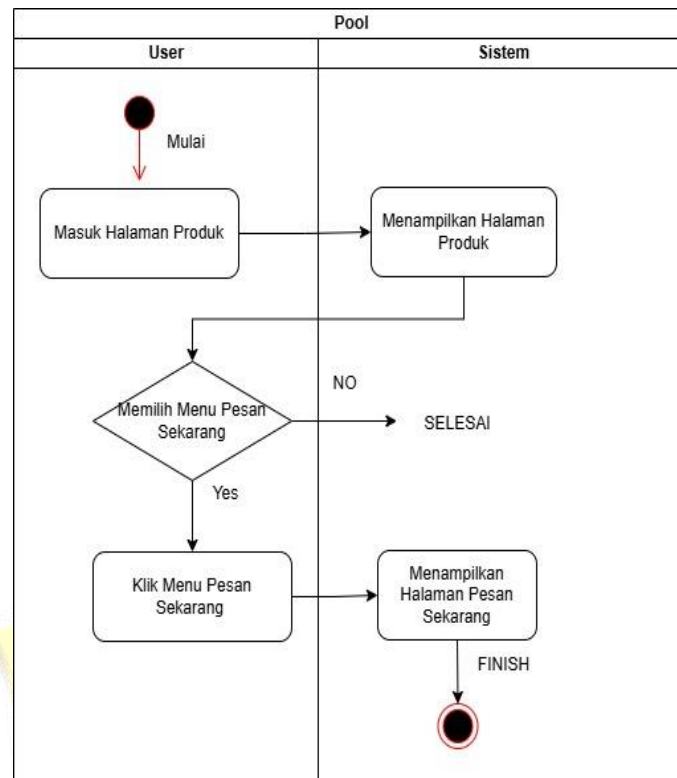 Pool
User
Sistem
Mulai
Masuk Halaman Produk
Menampilkan Halaman
Produk
Memilih Menu Pesan
Sekarang
NO
SELESAI
Yes
Klik Menu Pesan
Sekarang
Menampilkan
Halaman Pesan
Sekarang
FINISH